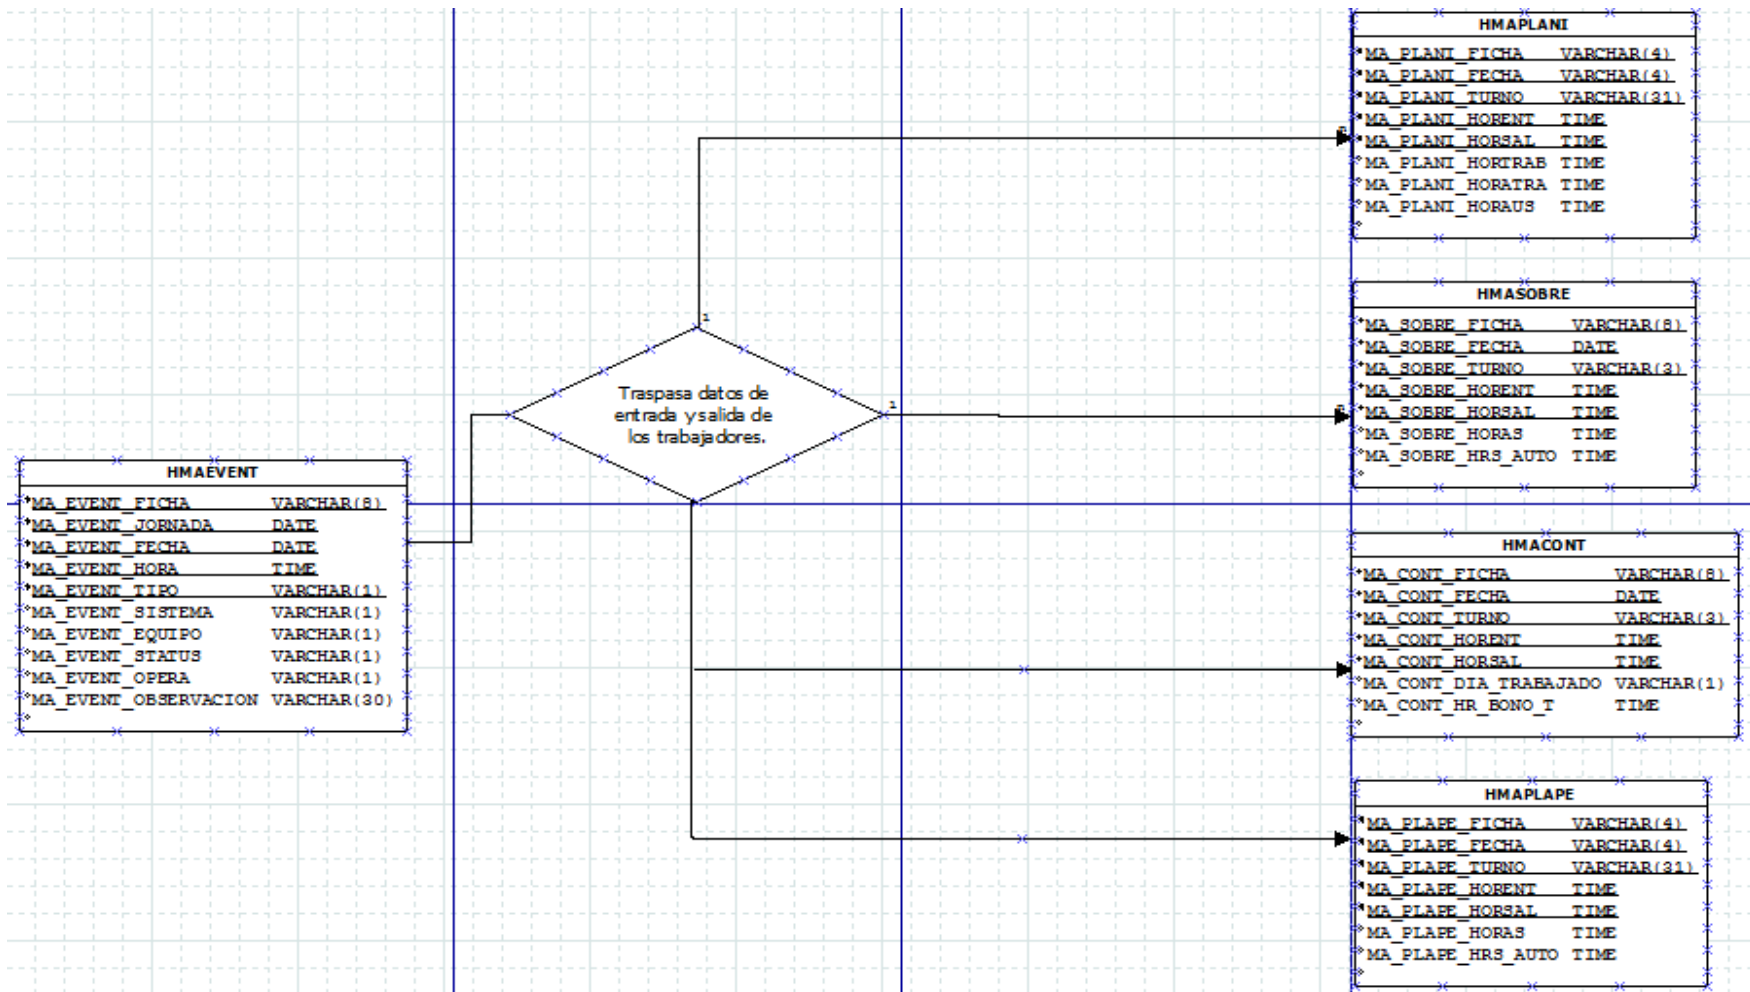 HMAPLANI
MA_PLANI_FICHA VARCHAR(4)
MA_PLANI_FECHA VARCHAR(4)
MA_PLANI_TURNO VARCHAR(31)
MA_PLANI_HORENT TIME
MA_PLANI_HORSAL TIME
MA_PLANI_HORTRAB TIME
MA_PLANI_HORATRA TIME
MA_PLANI_HORAUS TIME
HMASOBRE
MA_SOBRE_FICHA VARCHAR(8)
MA_SOBRE_FECHA DATE
MA_SOBRE_TURNO VARCHAR(3)
MA_SOBRE_HORENT TIME
MA_SOBRE_HORSAL TIME
MA_SOBRE_HORAS TIME
MA_SOBRE_HRS_AUTO TIME
1
Traspasa datos de
entrada y salida de
los trabajadores.
1
HMAEVENT
MA_EVENT_FICHA VARCHAR(8)
MA_EVENT_JORNADA DATE
MA_EVENT_FECHA DATE
MA_EVENT_HORA TIME
MA_EVENT_TIPO VARCHAR(1)
MA_EVENT_SISTEMA VARCHAR(1)
MA_EVENT_EQUIPO VARCHAR(1)
MA_EVENT_STATUS VARCHAR(1)
MA_EVENT_OPERA VARCHAR(1)
MA_EVENT_OBSERVACION VARCHAR(30)
HMACONT
MA_CONT_FICHA VARCHAR(8)
MA_CONT_FECHA DATE
MA_CONT_TURNO VARCHAR(3)
MA_CONT_HORENT TIME
MA_CONT_HORSAL TIME
MA_CONT_DIA_TRABAJADO VARCHAR(1)
MA_CONT_HR_BONO_T TIME
HMAPLAPE
MA_PLAPE_FICHA VARCHAR(4)
MA_PLAPE_FECHA VARCHAR(4)
MA_PLAPE_TURNO VARCHAR(31)
MA_PLAPE_HORENT TIME
MA_PLAPE_HORSAL TIME
MA_PLAPE_HORAS TIME
MA_PLAPE_HRS_AUTO TIME